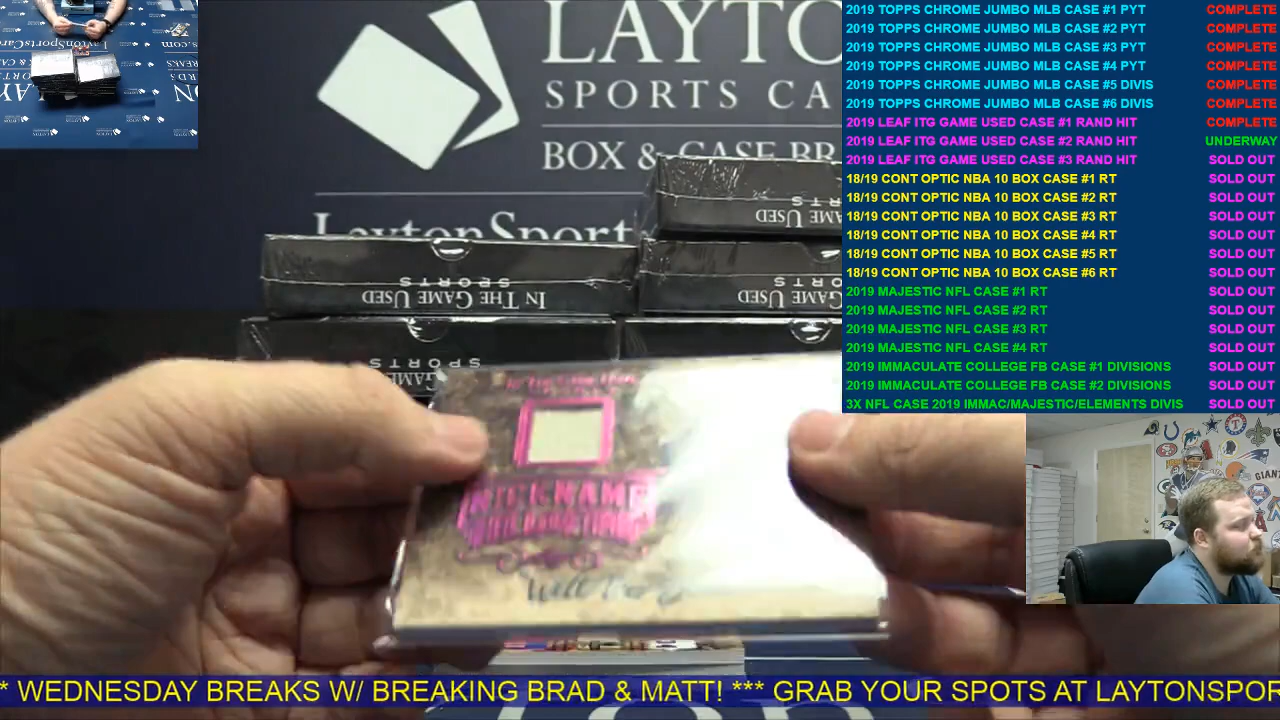 LAYTON
SPORTS CA
BOX & CASE BR
LaytonSport
GAME USED
SPORTS
IN THE GAME USED
SPORTS
GAME USED
SPORTS
NICKNAME
2019 TOPPS CHROME JUMBO MLB CASE #1 PYT COMPLETE
2019 TOPPS CHROME JUMBO MLB CASE #2 PYT COMPLETE
2019 TOPPS CHROME JUMBO MLB CASE #3 PYT COMPLETE
2019 TOPPS CHROME JUMBO MLB CASE #4 PYT COMPLETE
2019 TOPPS CHROME JUMBO MLB CASE #5 DIVIS COMPLETE
2019 TOPPS CHROME JUMBO MLB CASE #6 DIVIS COMPLETE
2019 LEAF ITG GAME USED CASE #1 RAND HIT COMPLETE
2019 LEAF ITG GAME USED CASE #2 RAND HIT UNDERWAY
2019 LEAF ITG GAME USED CASE #3 RAND HIT SOLD OUT
18/19 CONT OPTIC NBA 10 BOX CASE #1 RT SOLD OUT
18/19 CONT OPTIC NBA 10 BOX CASE #2 RT SOLD OUT
18/19 CONT OPTIC NBA 10 BOX CASE #3 RT SOLD OUT
18/19 CONT OPTIC NBA 10 BOX CASE #4 RT SOLD OUT
18/19 CONT OPTIC NBA 10 BOX CASE #5 RT SOLD OUT
18/19 CONT OPTIC NBA 10 BOX CASE #6 RT SOLD OUT
2019 MAJESTIC NFL CASE #1 RT SOLD OUT
2019 MAJESTIC NFL CASE #2 RT SOLD OUT
2019 MAJESTIC NFL CASE #3 RT SOLD OUT
2019 MAJESTIC NFL CASE #4 RT SOLD OUT
2019 IMMACULATE COLLEGE FB CASE #1 DIVISIONS SOLD OUT
2019 IMMACULATE COLLEGE FB CASE #2 DIVISIONS SOLD OUT
3X NFL CASE 2019 IMMAC/MAJESTIC/ELEMENTS DIVIS SOLD OUT
* WEDNESDAY BREAKS W/ BREAKING BRAD & MATT! *** GRAB YOUR SPOTS AT LAYTONSPOR